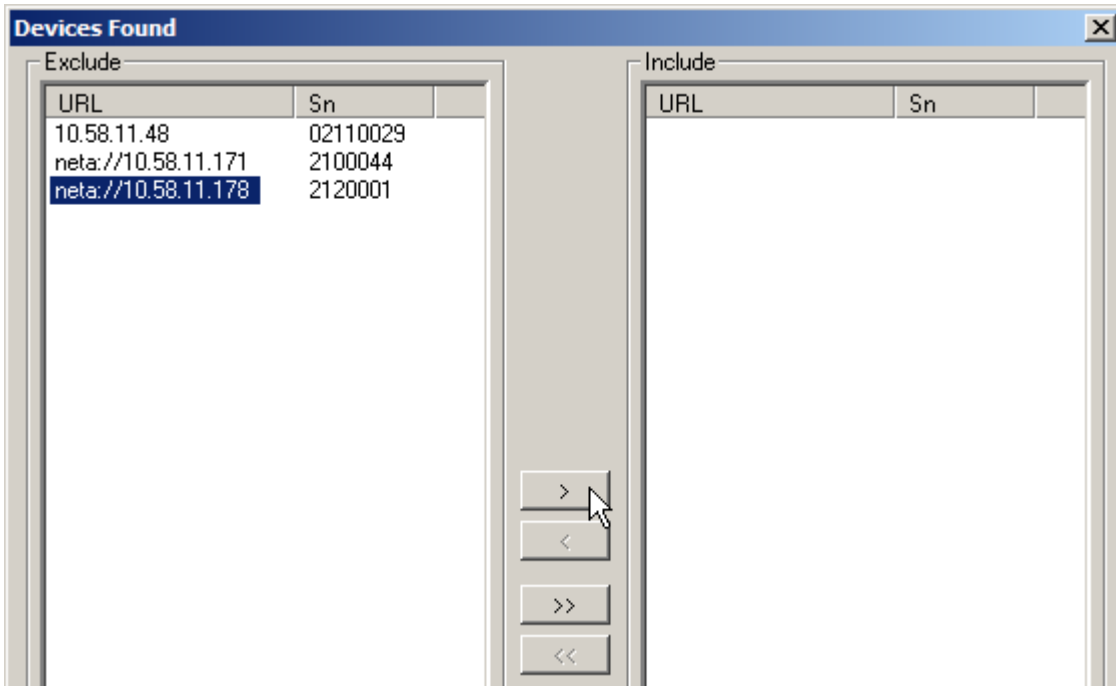 Devices Found
Exclude
URL Sn
10.58.11.48 02110029
neta://10.58.11.171 2100044
neta://10.58.11.178 2120001
>
<
>>
<<
Include
URL Sn